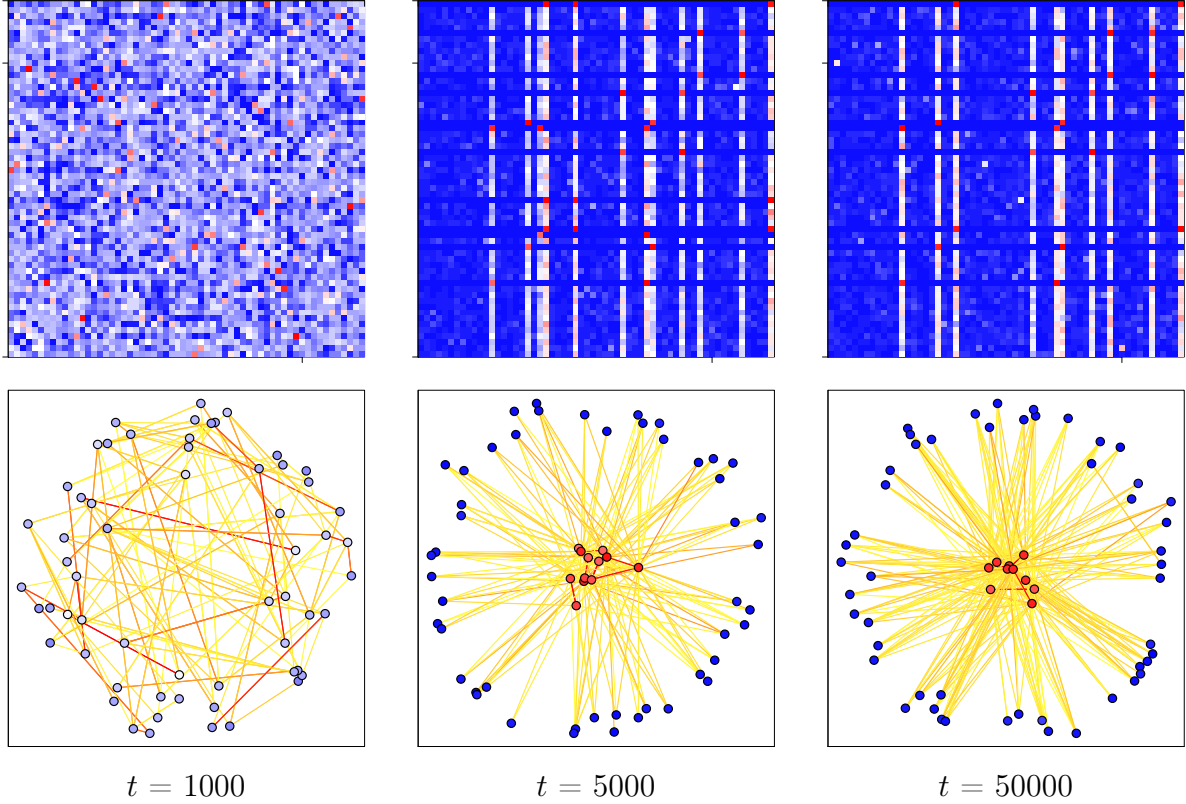 t = 1000
t = 5000
t = 50000